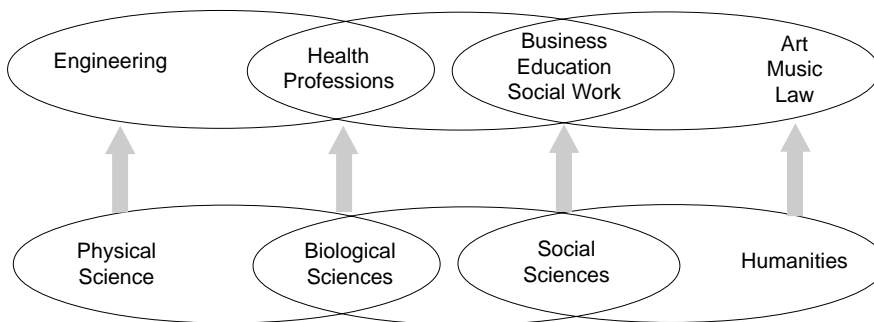 Engineering
Health
Professions
Business
Education
Social Work
Art
Music
Law
Physical
Science
Biological
Sciences
Social
Sciences
Humanities